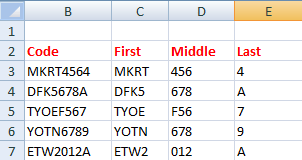 B C D E
1
2 Code First Middle Last
3 MKRT4564 MKRT 456 4
4 DFK5678A DFK5 678 A
5 TYOEF567 TYOE F56 7
6 YOTN6789 YOTN 678 9
7 ETW2012A ETW2 012 A